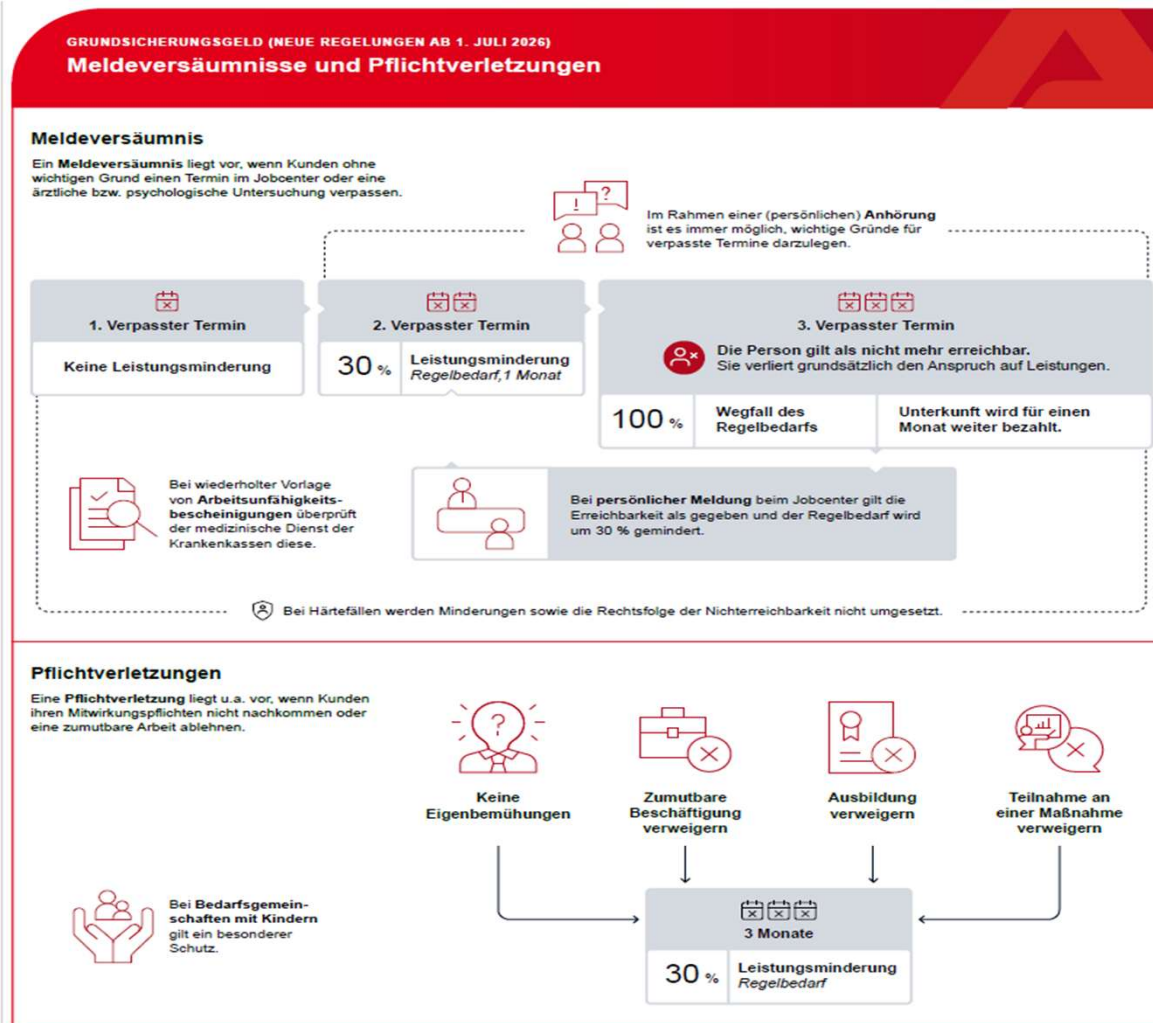 GRUNDSICHERUNGSGELD (NEUE REGELUNGEN AB 1. JULI 2026)
Meldeversäumnisse und Pflichtverletzungen
Meldeversäumnis
Ein Meldeversäumnis liegt vor, wenn Kunden ohne
wichtigen Grund einen Termin im Jobcenter oder eine
ärztliche bzw. psychologische Untersuchung verpassen.
! ?
Im Rahmen einer (persönlichen) Anhörung
ist es immer möglich, wichtige Gründe für
verpasste Termine darzulegen.
1. Verpasster Termin
Keine Leistungsminderung
2. Verpasster Termin
30 % Leistungsminderung
Regelbedarf,1 Monat
3. Verpasster Termin
Die Person gilt als nicht mehr erreichbar.
Sie verliert grundsätzlich den Anspruch auf Leistungen.
100 % Wegfall des
Regelbedarfs
Unterkunft wird für einen
Monat weiter bezahlt.
Bei wiederholter Vorlage
von Arbeitsunfähigkeits-
bescheinigungen überprüft
der medizinische Dienst der
Krankenkassen diese.
Bei persönlicher Meldung beim Jobcenter gilt die
Erreichbarkeit als gegeben und der Regelbedarf wird
um 30 % gemindert.
Bei Härtefällen werden Minderungen sowie die Rechtsfolge der Nichterreichbarkeit nicht umgesetzt.
Pflichtverletzungen
Eine Pflichtverletzung liegt u.a. vor, wenn Kunden
ihren Mitwirkungspflichten nicht nachkommen oder
eine zumutbare Arbeit ablehnen.
?
Keine
Eigenbemühungen
Zumutbare
Beschäftigung
verweigern
Ausbildung
verweigern
Teilnahme an
einer Maßnahme
verweigern
Bei Bedarfsgemein-
schaften mit Kindern
gilt ein besonderer
Schutz.
3 Monate
30 % Leistungsminderung
Regelbedarf